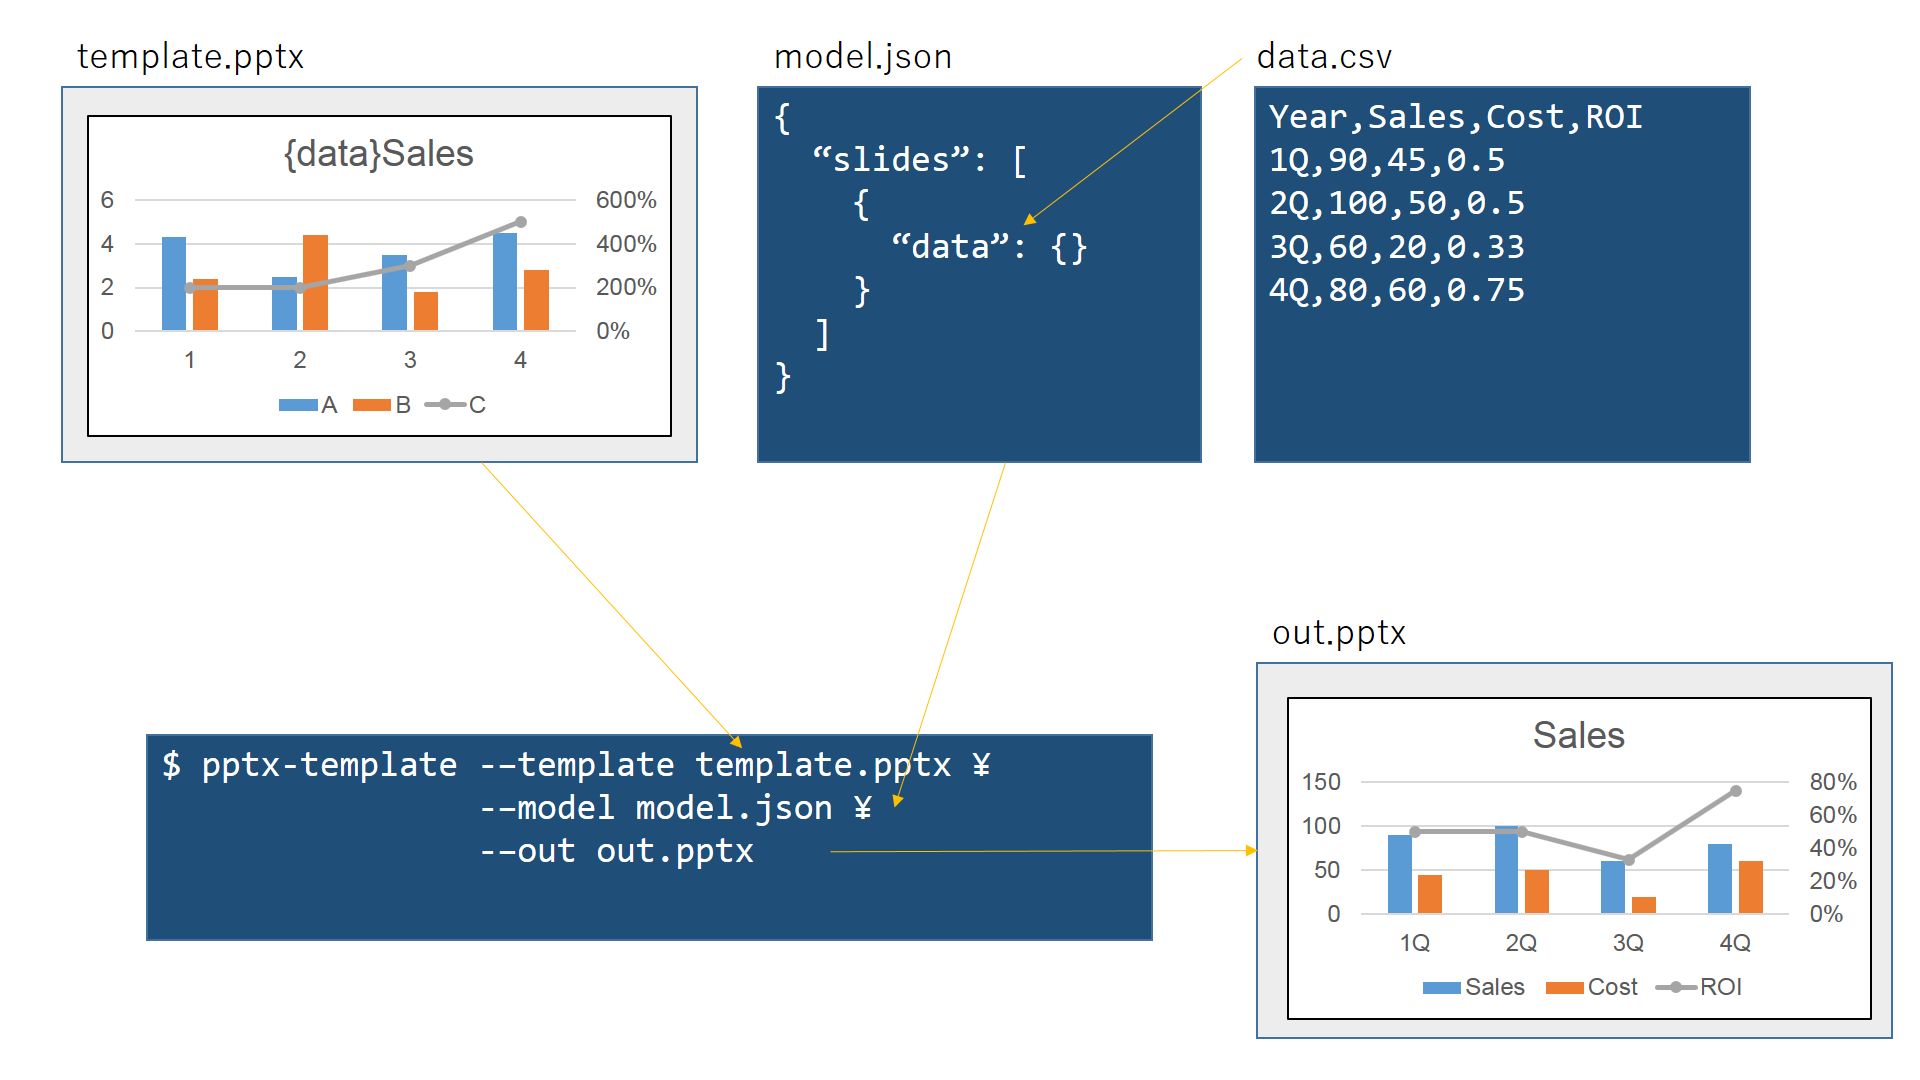 template.pptx
{data}Sales
6
4
2
0
600%
400%
200%
0%
1 2 3 4
A B C
model.json
{
  “slides”: [
    {
      “data”: {}
    }
  ]
}
data.csv
Year,Sales,Cost,ROI
1Q,90,45,0.5
2Q,100,50,0.5
3Q,60,20,0.33
4Q,80,60,0.75
$ pptx-template --template template.pptx ¥
--model model.json ¥
--out out.pptx
out.pptx
Sales
150
100
50
0
80%
60%
40%
20%
0%
1Q 2Q 3Q 4Q
Sales Cost ROI